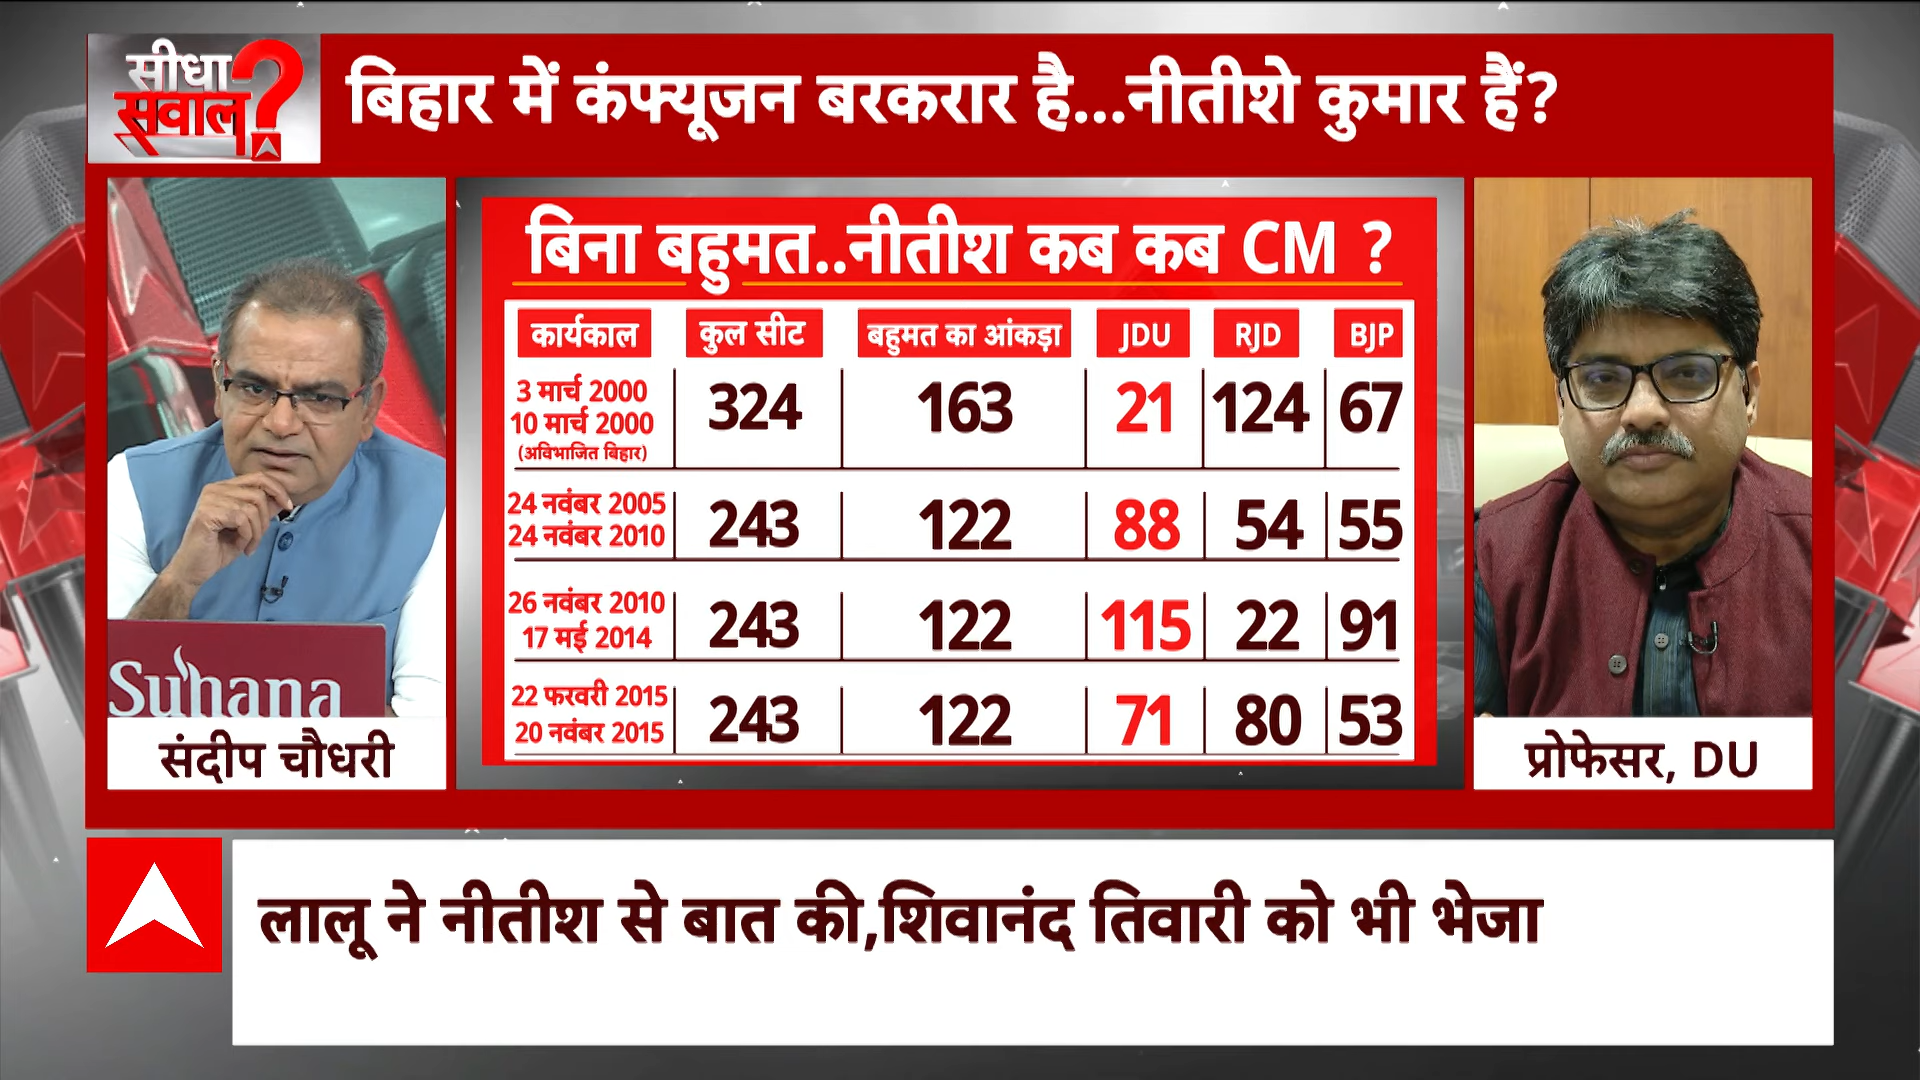 सीधा
सवाल
?
बिहार में कंफ्यूजन बरकरार है...नीतीशे कुमार हैं?
बिना बहुमत..नीतीश कब कब CM ?
कार्यकाल कुल सीट बहुमत का आंकड़ा JDU RJD BJP
3 मार्च 2000
10 मार्च 2000
(अविभाजित बिहार)
324 163 21 124 67
24 नवंबर 2005
24 नवंबर 2010
243 122 88 54 55
26 नवंबर 2010
17 मई 2014
243 122 115 22 91
22 फरवरी 2015
20 नवंबर 2015
243 122 71 80 53
Suhana
संदीप चौधरी
प्रोफेसर, DU
लालू ने नीतीश से बात की,शिवानंद तिवारी को भी भेजा